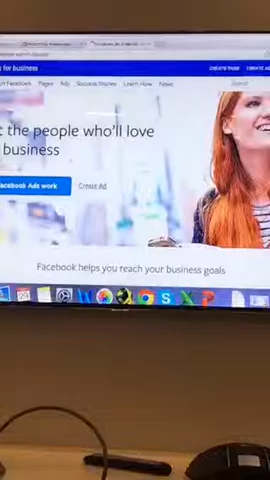 for business
CREATE PAGE
Facebook Pages Ads Success Stories Learn How News
Search
t the people who'll love
business
Facebook Ads work
Create Ad
Facebook helps you reach your business goals